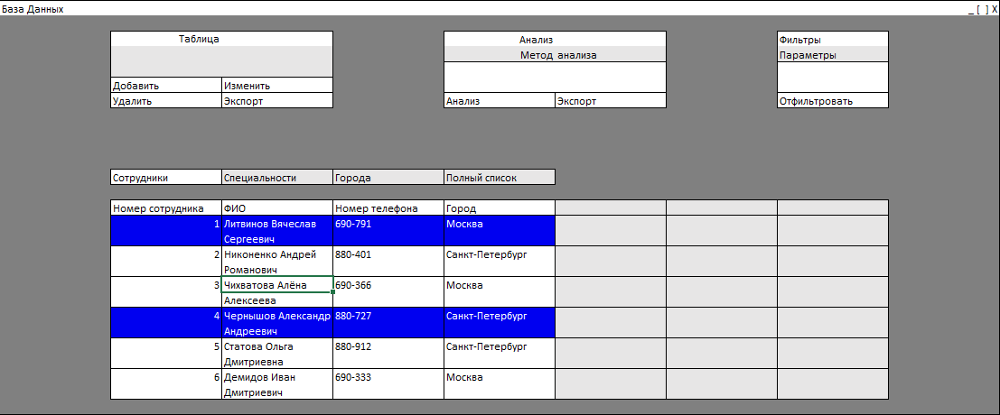 База Данных _ [ ] X
Таблица Анализ Фильтры
Метод анализа Параметры
Добавить Изменить
Удалить Экспорт Анализ Экспорт Отфильтровать
Сотрудники Специальности Города Полный список
Номер сотрудника ФИО Номер телефона Город
1 Литвинов Вячеслав 690-791 Москва
Сергеевич
2 Никоненко Андрей 880-401 Санкт-Петербург
Романович
3 Чихватова Алёна 690-366 Москва
Алексеева
4 Чернышов Александр 880-727 Санкт-Петербург
Андреевич
5 Статова Ольга 880-912 Санкт-Петербург
Дмитриевна
6 Демидов Иван 690-333 Москва
Дмитриевич